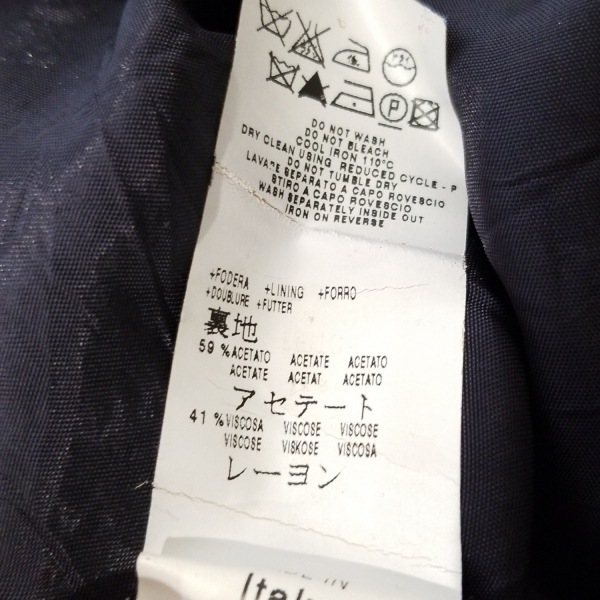 DO NOT WASH
DO NOT BLEACH
COOL IRON 110°C
DRY CLEAN USING REDUCED CYCLE - P
DO NOT TUMBLE DRY
LAVARE SEPARATO A CAPO ROVESCIO
STIRO A CAPO ROVESCIO
WASH SEPARATELY INSIDE OUT
IRON ON REVERSE
+FODERA +LINING +FORRO
+DOUBLURE +FUTTER
裏地
59 % ACETATO ACETATE ACETATO
ACETATE ACETAT ACETATO
アセテート
41 % VISCOSA VISCOSE VISCOSE
VISCOSE VISKOSE VISCOSA
レーヨン